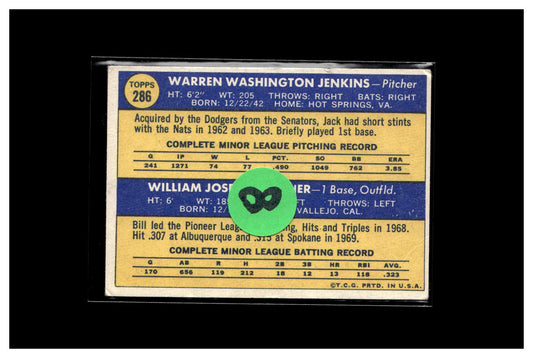 TOPPS
286
WARREN WASHINGTON JENKINS—Pitcher
HT: 6'2" WT: 205 THROWS: RIGHT BATS: RIGHT
BORN: 12/22/42 HOME: HOT SPRINGS, VA.
Acquired by the Dodgers from the Senators, Jack had short stints
with the Nats in 1962 and 1963. Briefly played 1st base.
COMPLETE MINOR LEAGUE PITCHING RECORD
G IP W L PCT. SO BB ERA
241 1271 74 77 .490 1048 762 3.85
WILLIAM JOS —1 Base, Outfld.
HT: 6' WT: THROWS: LEFT
BORN: VALLEJO, CAL.
8
Bill led the Pioneer League Hits and Triples in 1968.
Hit .307 at Albuquerque and .315 at Spokane in 1969.
COMPLETE MINOR LEAGUE BATTING RECORD
G AB R H 2B 3B HR RBI AVG.
170 656 119 212 18 12 13 118 .323
©T.C.G. PRTD. IN U.S.A.